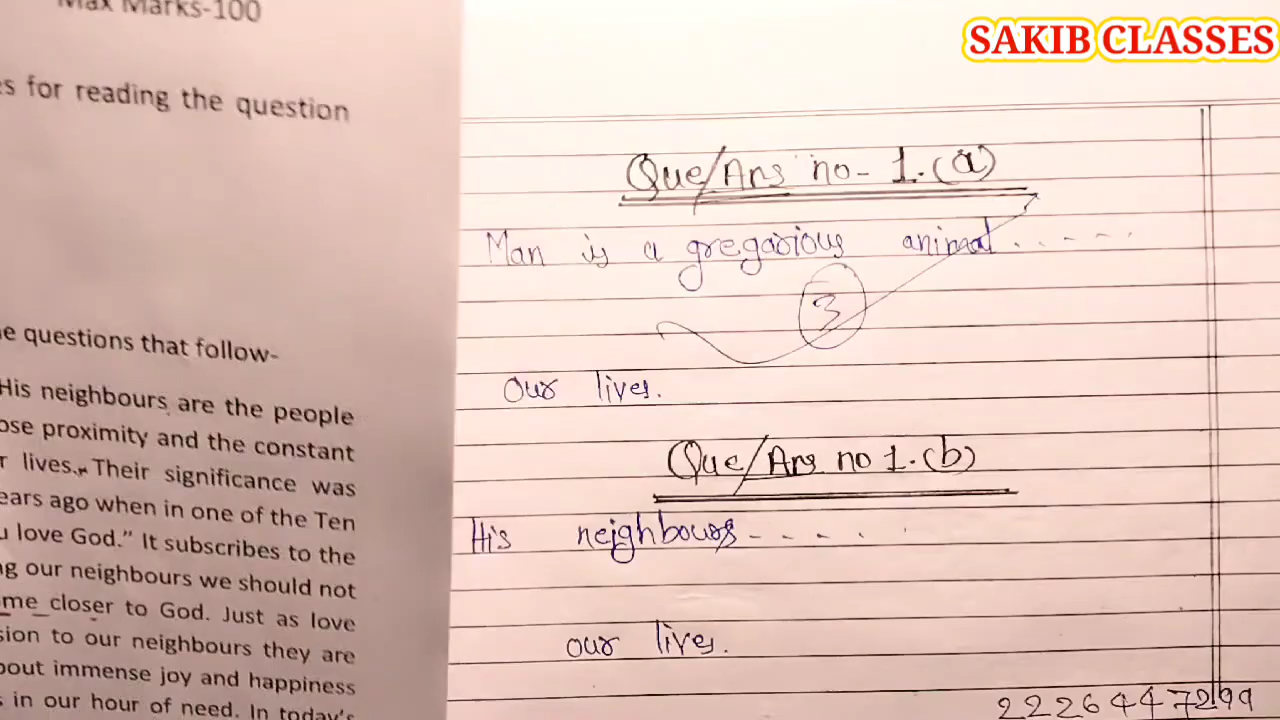 Max Marks-100
SAKIB CLASSES
es for reading the question
e questions that follow-
His neighbours are the people
ose proximity and the constant
r lives. Their significance was
ears ago when in one of the Ten
u love God." It subscribes to the
ng our neighbours we should not
me closer to God. Just as love
sion to our neighbours they are
bout immense joy and happiness
s in our hour of need. In today's
Que/Ans no- 1.(a)
Man is a gregarious animal.....
3
our lives.
Que/Ans no 1.(b)
His neighbours-----
our lives.
2226447299